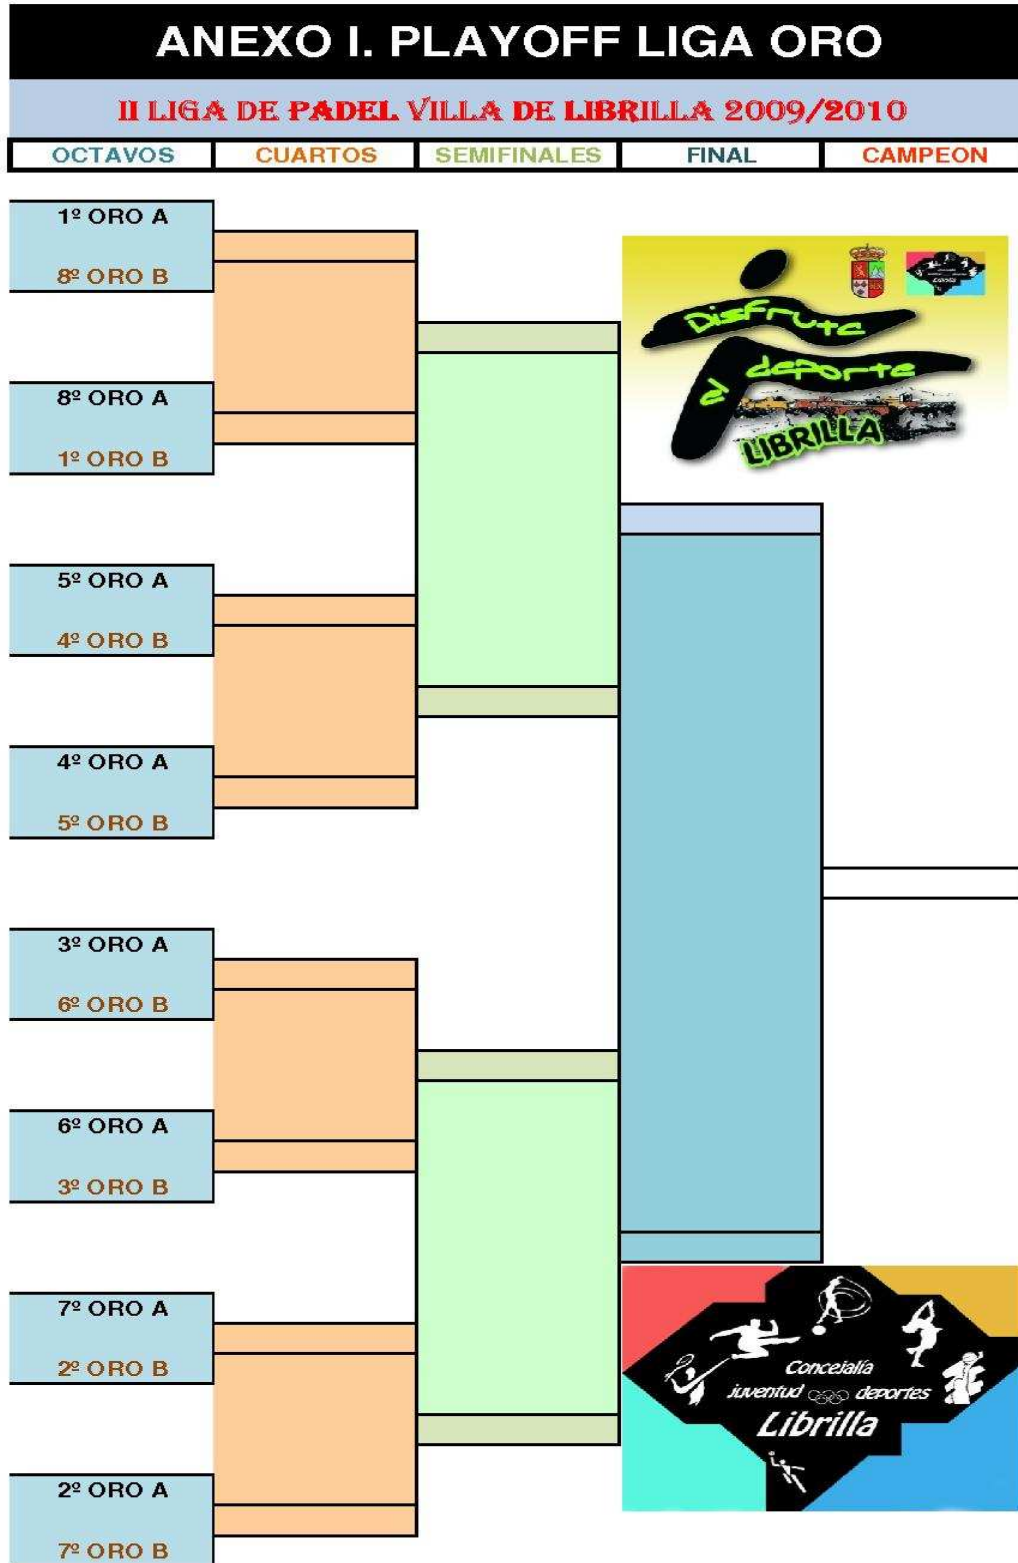 ANEXO I. PLAYOFF LIGA ORO
II LIGA DE PADEL VILLA DE LIBRILLA 2009/2010
OCTAVOS CUARTOS SEMIFINALES FINAL CAMPEON
1º ORO A
8º ORO B
8º ORO A
1º ORO B
5º ORO A
4º ORO B
4º ORO A
5º ORO B
3º ORO A
6º ORO B
6º ORO A
3º ORO B
7º ORO A
2º ORO B
2º ORO A
7º ORO B
Librilla
Disfruta
el deporte
LIBRILLA
Concejalía
juventud deportes
Librilla